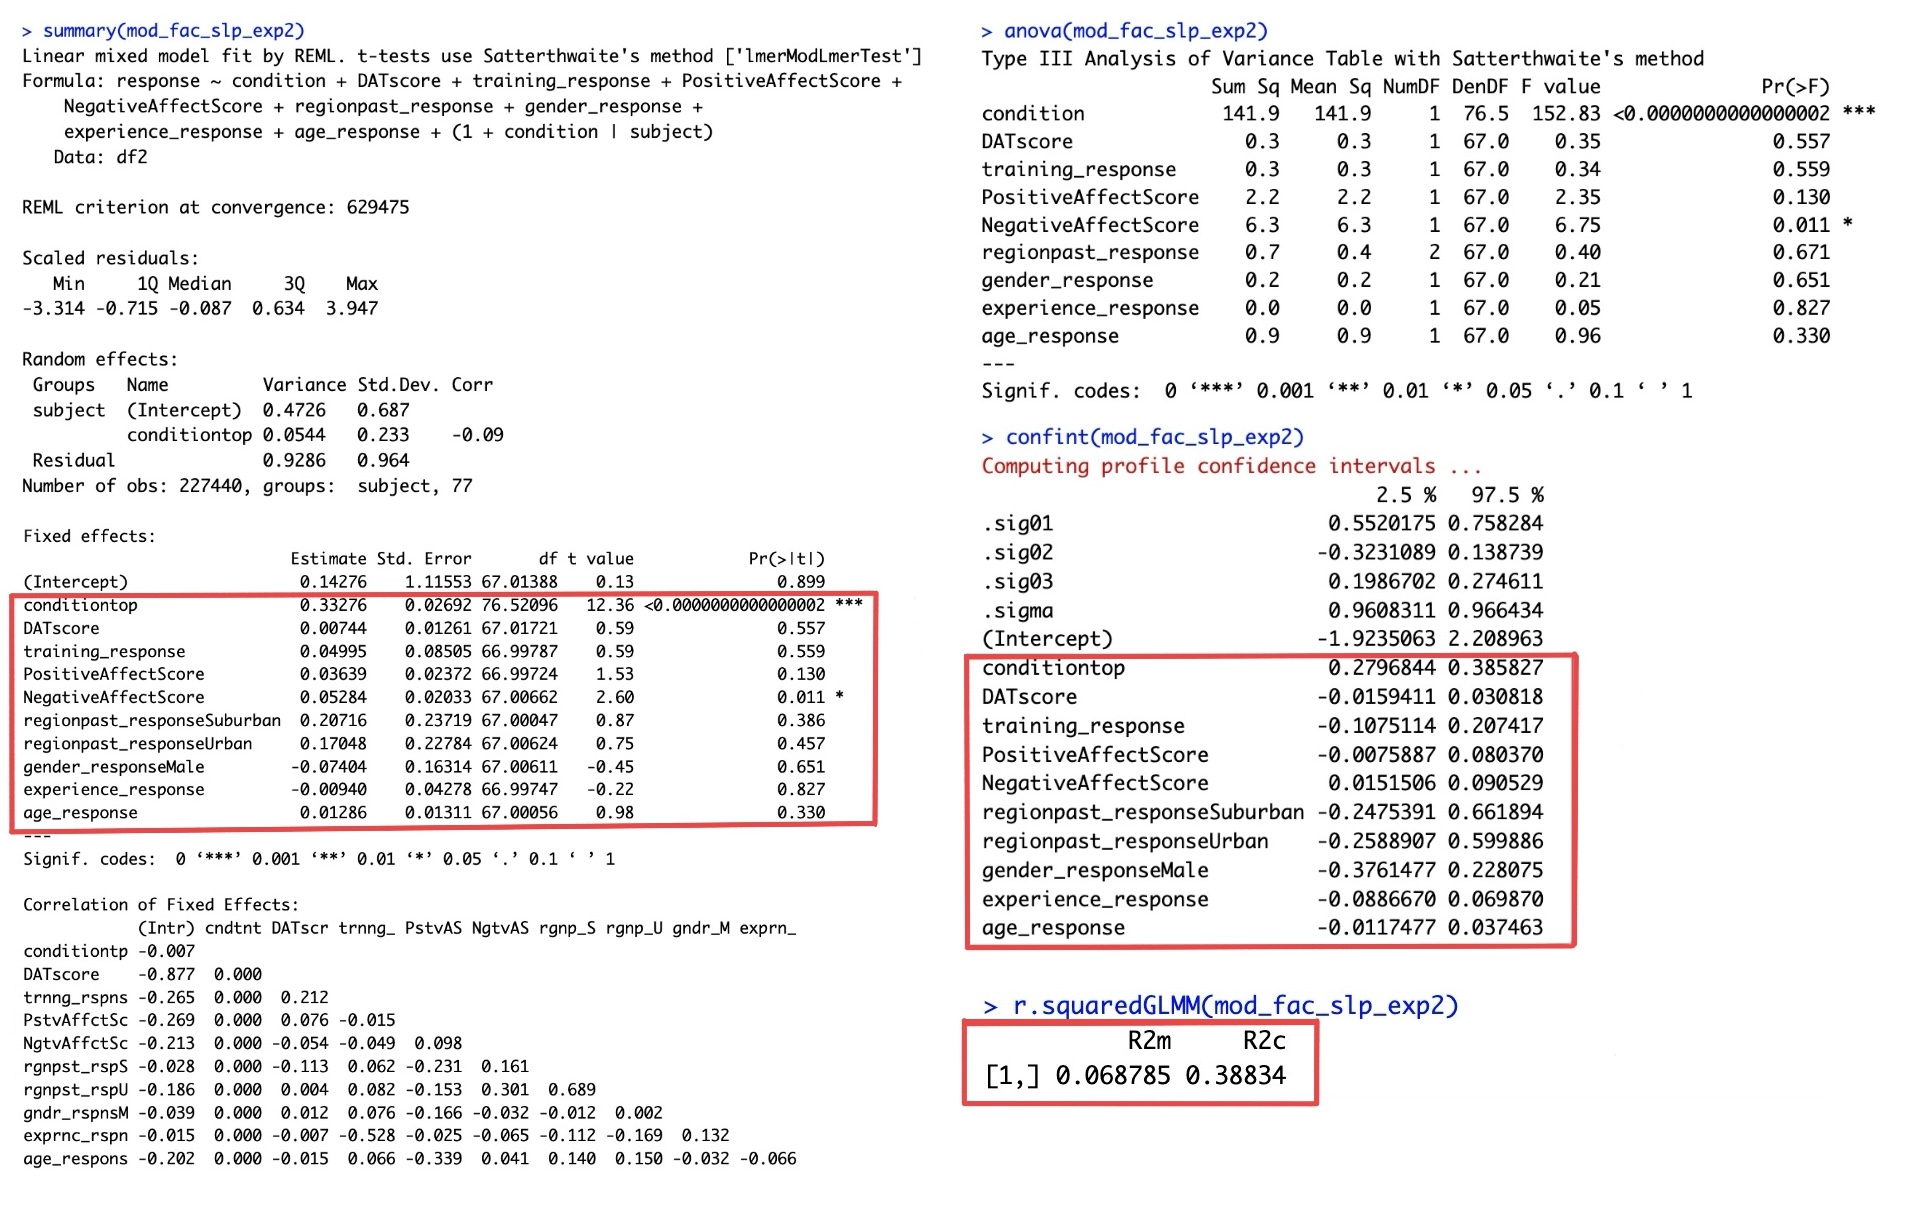 > summary(mod_fac_slp_exp2)
Linear mixed model fit by REML. t-tests use Satterthwaite's method ['lmerModLmerTest']
Formula: response ~ condition + DATscore + training_response + PositiveAffectScore +
    NegativeAffectScore + regionpast_response + gender_response +
    experience_response + age_response + (1 + condition | subject)
   Data: df2
REML criterion at convergence: 629475
Scaled residuals:
   Min     1Q Median     3Q    Max
-3.314 -0.715 -0.087  0.634  3.947
Random effects:
 Groups   Name         Variance Std.Dev. Corr
 subject  (Intercept)  0.4726   0.687
          conditiontop 0.0544   0.233    -0.09
 Residual              0.9286   0.964
Number of obs: 227440, groups:  subject, 77
Fixed effects:
                            Estimate Std. Error       df t value            Pr(>|t|)
(Intercept)                  0.14276    1.11553 67.01388    0.13               0.899
conditiontop                 0.33276    0.02692 76.52096   12.36 <0.0000000000000002 ***
DATscore                     0.00744    0.01261 67.01721    0.59               0.557
training_response            0.04995    0.08505 66.99787    0.59               0.559
PositiveAffectScore          0.03639    0.02372 66.99724    1.53               0.130
NegativeAffectScore          0.05284    0.02033 67.00662    2.60               0.011 *
regionpast_responseSuburban  0.20716    0.23719 67.00047    0.87               0.386
regionpast_responseUrban     0.17048    0.22784 67.00624    0.75               0.457
gender_responseMale         -0.07404    0.16314 67.00611   -0.45               0.651
experience_response         -0.00940    0.04278 66.99747   -0.22               0.827
age_response                 0.01286    0.01311 67.00056    0.98               0.330
---
Signif. codes:  0 ‘***’ 0.001 ‘**’ 0.01 ‘*’ 0.05 ‘.’ 0.1 ‘ ’ 1
Correlation of Fixed Effects:
           (Intr) cndtnt DATscr trnng_ PstvAS NgtvAS rgnp_S rgnp_U gndr_M exprn_
conditiontp -0.007
DATscore    -0.877  0.000
trnng_rspns -0.265  0.000  0.212
PstvAffctSc -0.269  0.000  0.076 -0.015
NgtvAffctSc -0.213  0.000 -0.054 -0.049  0.098
rgnpst_rspS -0.028  0.000 -0.113  0.062 -0.231  0.161
rgnpst_rspU -0.186  0.000  0.004  0.082 -0.153  0.301  0.689
gndr_rspnsM -0.039  0.000  0.012  0.076 -0.166 -0.032 -0.012  0.002
exprnc_rspn -0.015  0.000 -0.007 -0.528 -0.025 -0.065 -0.112 -0.169  0.132
age_respons -0.202  0.000 -0.015  0.066 -0.339  0.041  0.140  0.150 -0.032 -0.066
> anova(mod_fac_slp_exp2)
Type III Analysis of Variance Table with Satterthwaite's method
                    Sum Sq Mean Sq NumDF DenDF F value              Pr(>F)
condition            141.9   141.9     1  76.5  152.83 <0.0000000000000002 ***
DATscore               0.3     0.3     1  67.0    0.35               0.557
training_response      0.3     0.3     1  67.0    0.34               0.559
PositiveAffectScore    2.2     2.2     1  67.0    2.35               0.130
NegativeAffectScore    6.3     6.3     1  67.0    6.75               0.011 *
regionpast_response    0.7     0.4     2  67.0    0.40               0.671
gender_response        0.2     0.2     1  67.0    0.21               0.651
experience_response    0.0     0.0     1  67.0    0.05               0.827
age_response           0.9     0.9     1  67.0    0.96               0.330
---
Signif. codes:  0 ‘***’ 0.001 ‘**’ 0.01 ‘*’ 0.05 ‘.’ 0.1 ‘ ’ 1
> confint(mod_fac_slp_exp2)
Computing profile confidence intervals ...
                                 2.5 %   97.5 %
.sig01                       0.5520175 0.758284
.sig02                      -0.3231089 0.138739
.sig03                       0.1986702 0.274611
.sigma                       0.9608311 0.966434
(Intercept)                 -1.9235063 2.208963
conditiontop                 0.2796844 0.385827
DATscore                    -0.0159411 0.030818
training_response           -0.1075114 0.207417
PositiveAffectScore         -0.0075887 0.080370
NegativeAffectScore          0.0151506 0.090529
regionpast_responseSuburban -0.2475391 0.661894
regionpast_responseUrban    -0.2588907 0.599886
gender_responseMale         -0.3761477 0.228075
experience_response         -0.0886670 0.069870
age_response                -0.0117477 0.037463
> r.squaredGLMM(mod_fac_slp_exp2)
          R2m     R2c
[1,] 0.068785 0.38834